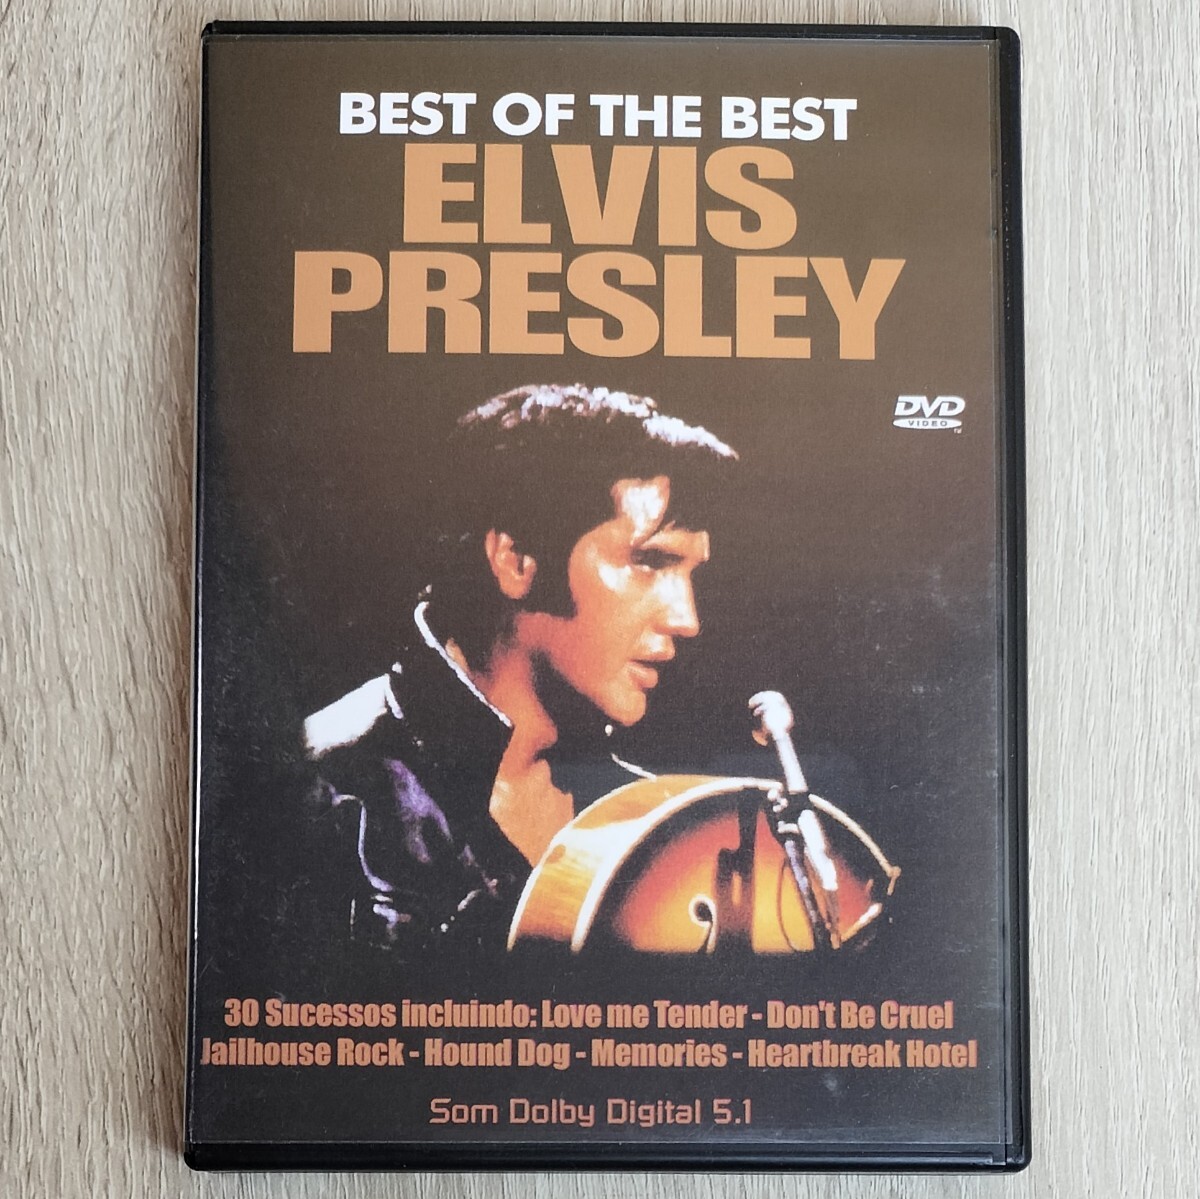 BEST OF THE BEST
ELVIS
PRESLEY
DVD
VIDEO
TM
30 Sucessos incluindo: Love me Tender - Don't Be Cruel
Jailhouse Rock - Hound Dog - Memories - Heartbreak Hotel
Som Dolby Digital 5.1